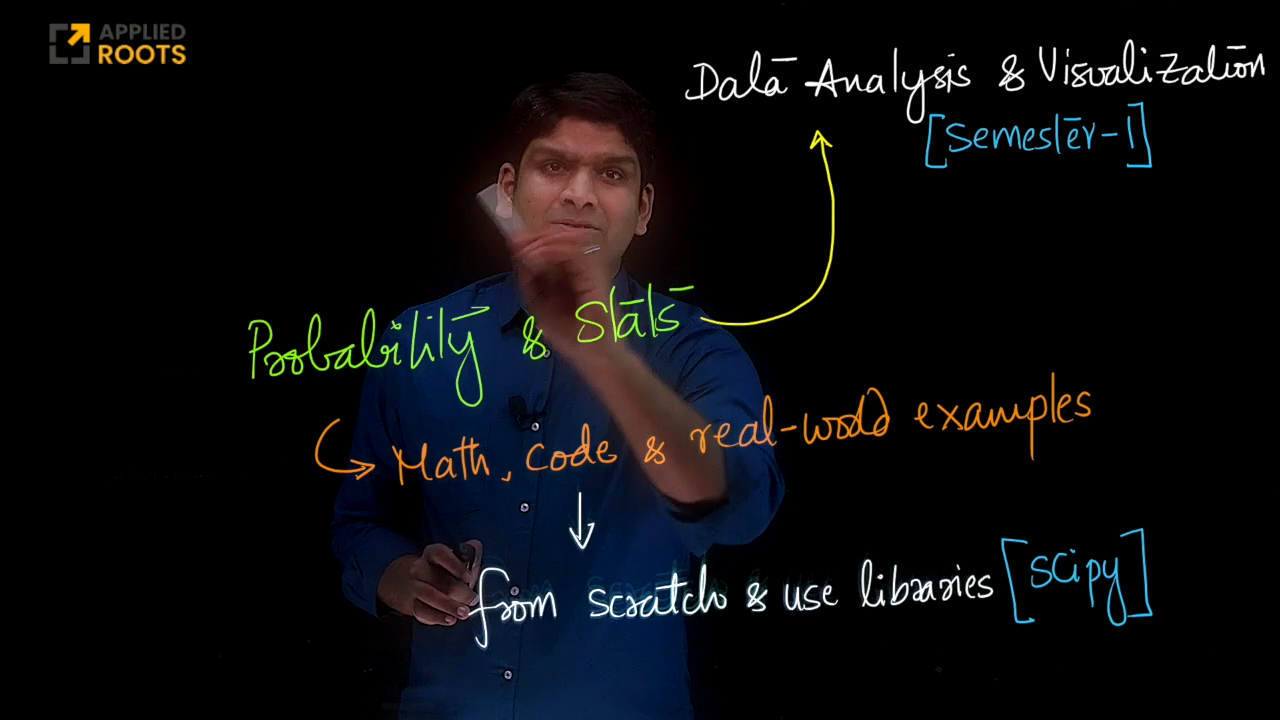 APPLIED
ROOTS
Data Analysis & Visualization
[Semester-1]
Probability & Stats
Math, code & real-world examples
from scratch & use libraries [scipy]